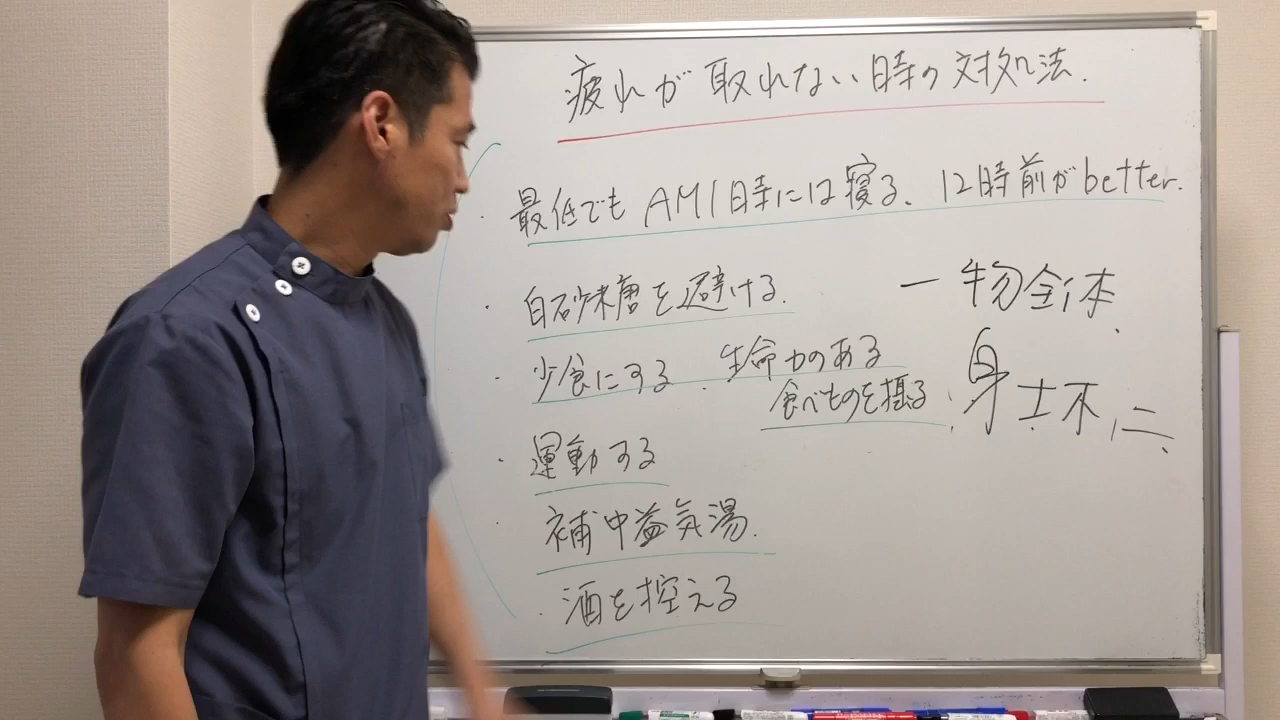 疲れが取れない時の対処法.
・最低でもAM1時には寝る、12時前がbetter.
・白砂糖を避ける.
一物全体、
・少食にする、生命力のある
食べものを摂る、
身土不二、
・運動する
・補中益気湯.
・酒を控える